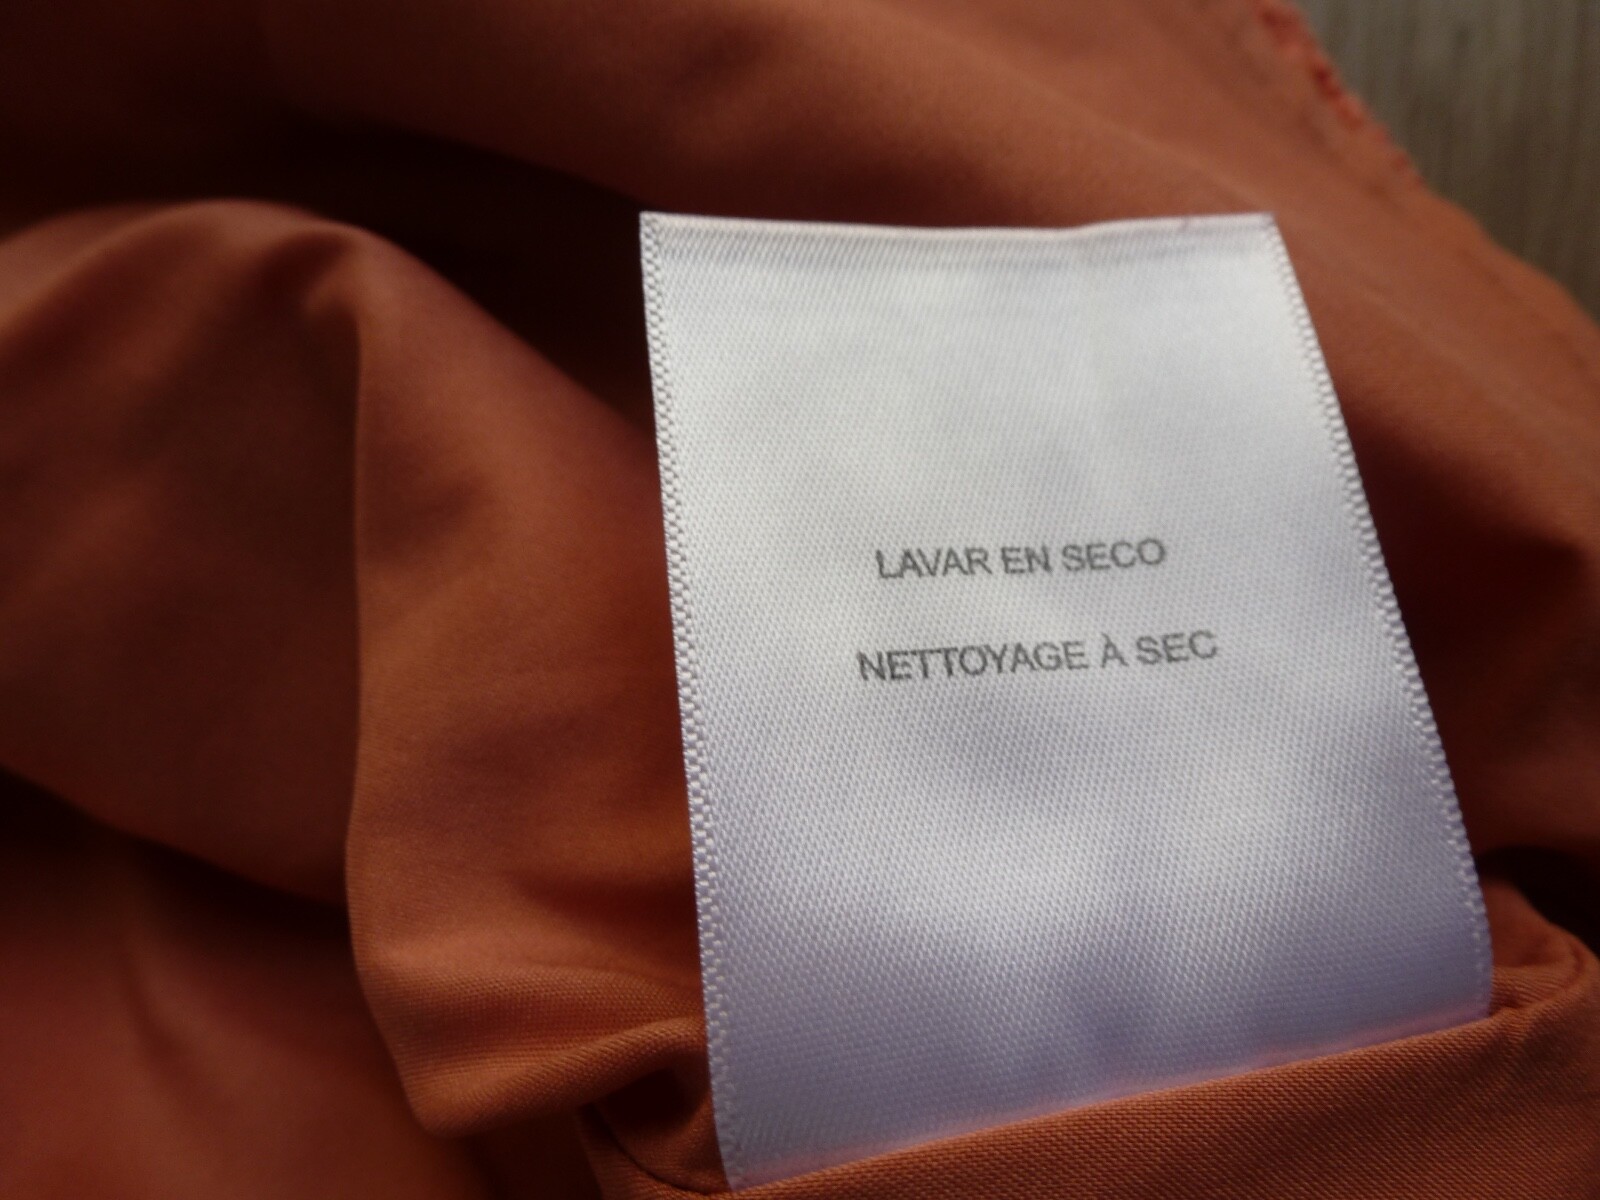 LAVAR EN SECO
NETTOYAGE À SEC